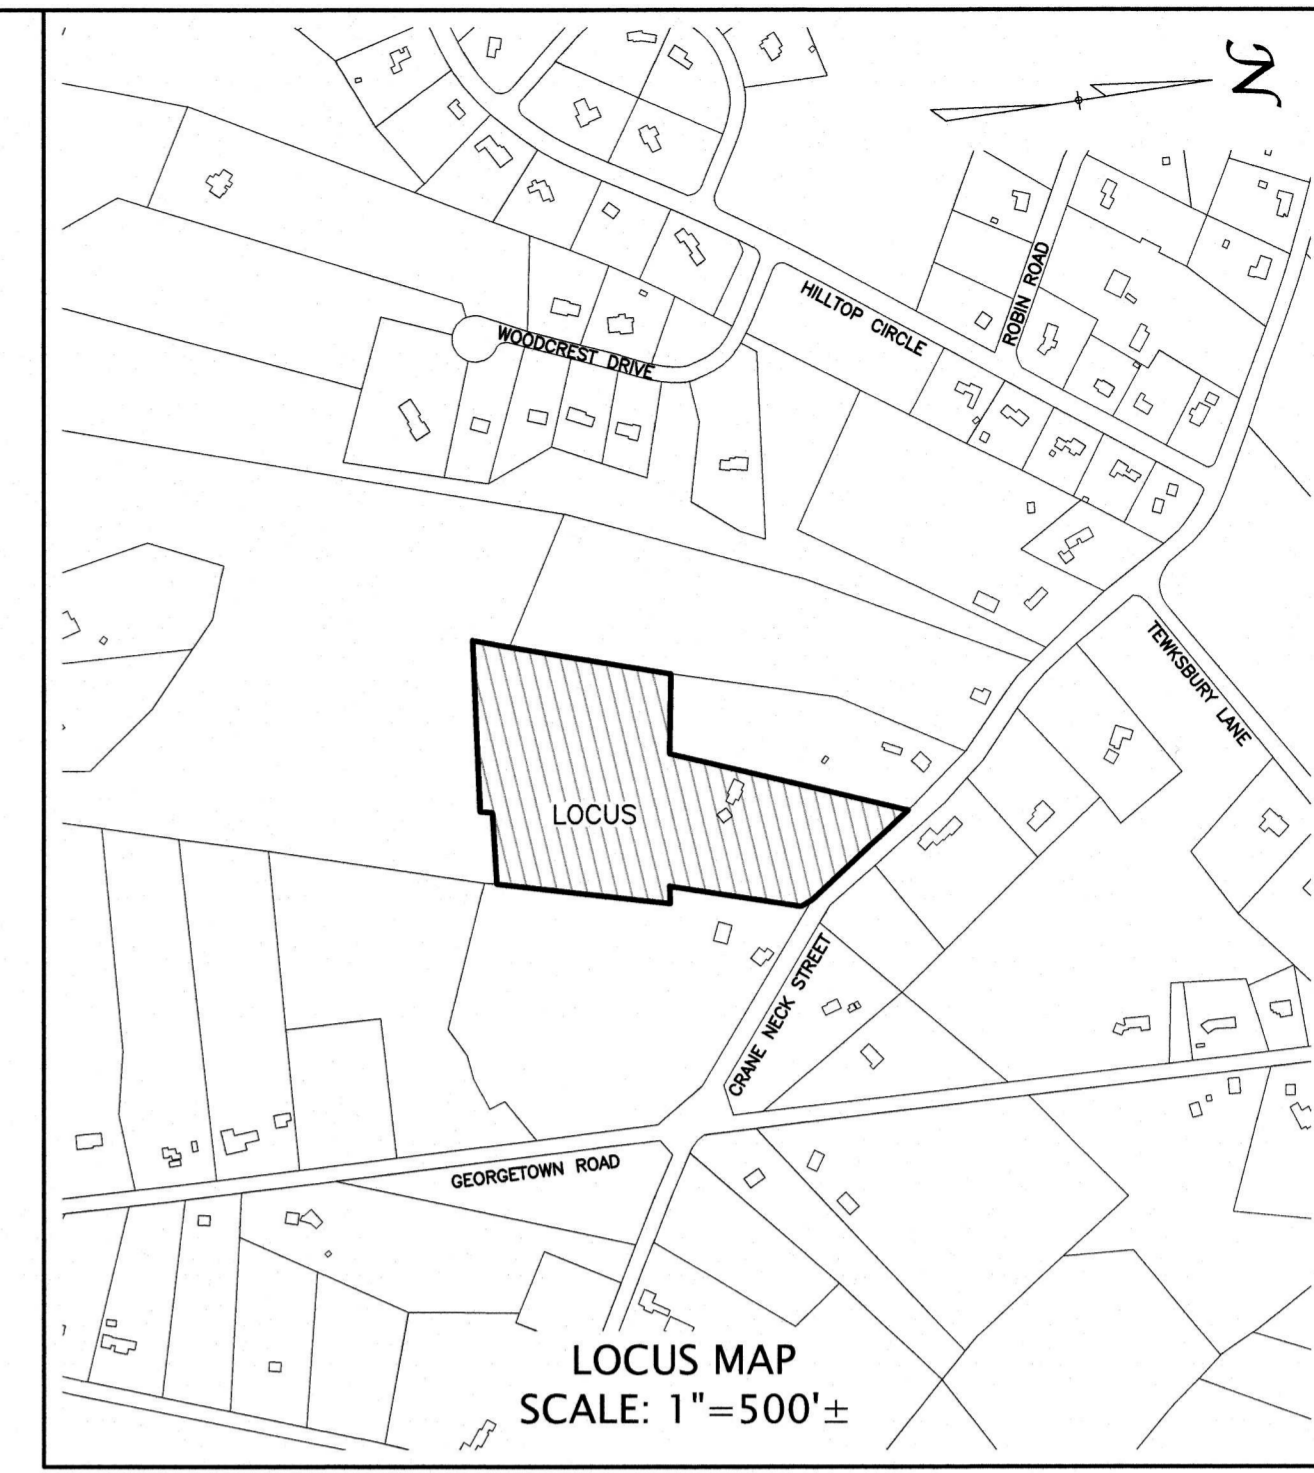 N
HILLTOP CIRCLE
ROBIN ROAD
WOODCREST DRIVE
TEWKSBURY LANE
LOCUS
CRANE NECK STREET
GEORGETOWN ROAD
LOCUS MAP
SCALE: 1"=500'±